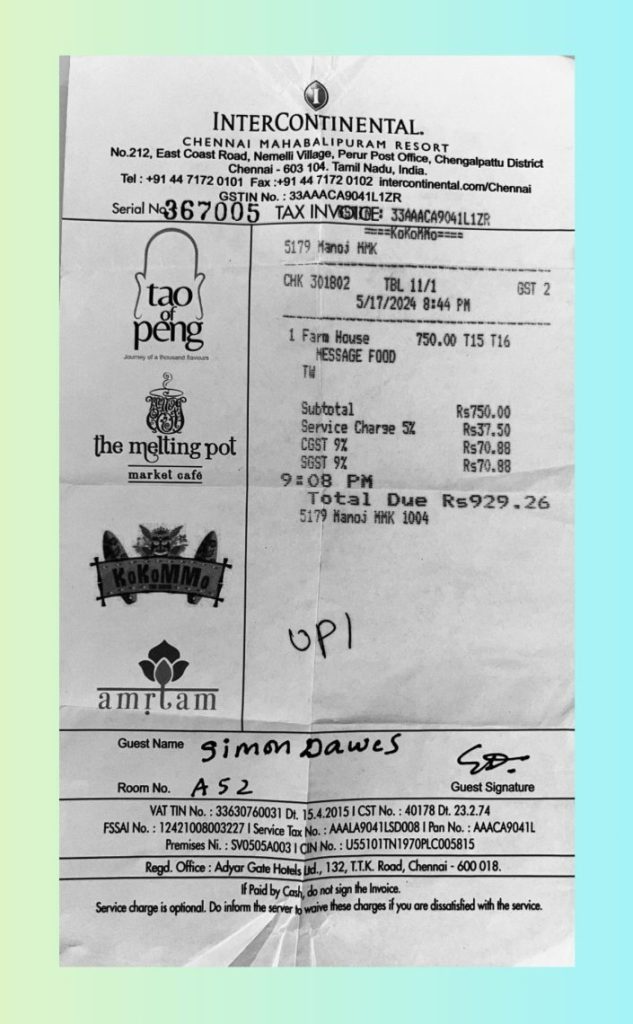 INTERCONTINENTAL.
CHENNAI MAHABALIPURAM RESORT
No.212, East Coast Road, Nemelli Village, Perur Post Office, Chengalpattu District
Chennai - 603 104. Tamil Nadu, India.
Tel : +91 44 7172 0101 Fax :+91 44 7172 0102 intercontinental.com/Chennai
GSTIN No. : 33AAACA9041L1ZR
Serial No 367005 TAX INVOICE: 33AAACA9041L1ZR
====KoKoMMo====
5179 Manoj MMK
CHK 301802 TBL 11/1 GST 2
5/17/2024 8:44 PM
1 Farm House 750.00 T15 T16
MESSAGE FOOD
TW
Subtotal Rs750.00
Service Charge 5% Rs37.50
CGST 9% Rs70.88
SGST 9% Rs70.88
9:08 PM
Total Due Rs929.26
5179 Manoj MMK 1004
tao
of
peng
Journey of a thousand flavours
the melting pot
market café
KoKoMMo
amṛtam
UPI
Guest Name Simon Dawes
Room No. A52 Guest Signature
VAT TIN No. : 33630760031 Dt. 15.4.2015 I CST No. : 40178 Dt. 23.2.74
FSSAI No. : 12421008003227 I Service Tax No. : AAALA9041LSD008 I Pan No. : AAACA9041L
Premises Ni. : SV0505A003 I CIN No. : U55101TN1970PLC005815
Regd. Office : Adyar Gate Hotels Ltd., 132, T.T.K. Road, Chennai - 600 018.
If Paid by Cash, do not sign the Invoice.
Service charge is optional. Do inform the server to waive these charges if you are dissatisfied with the service.